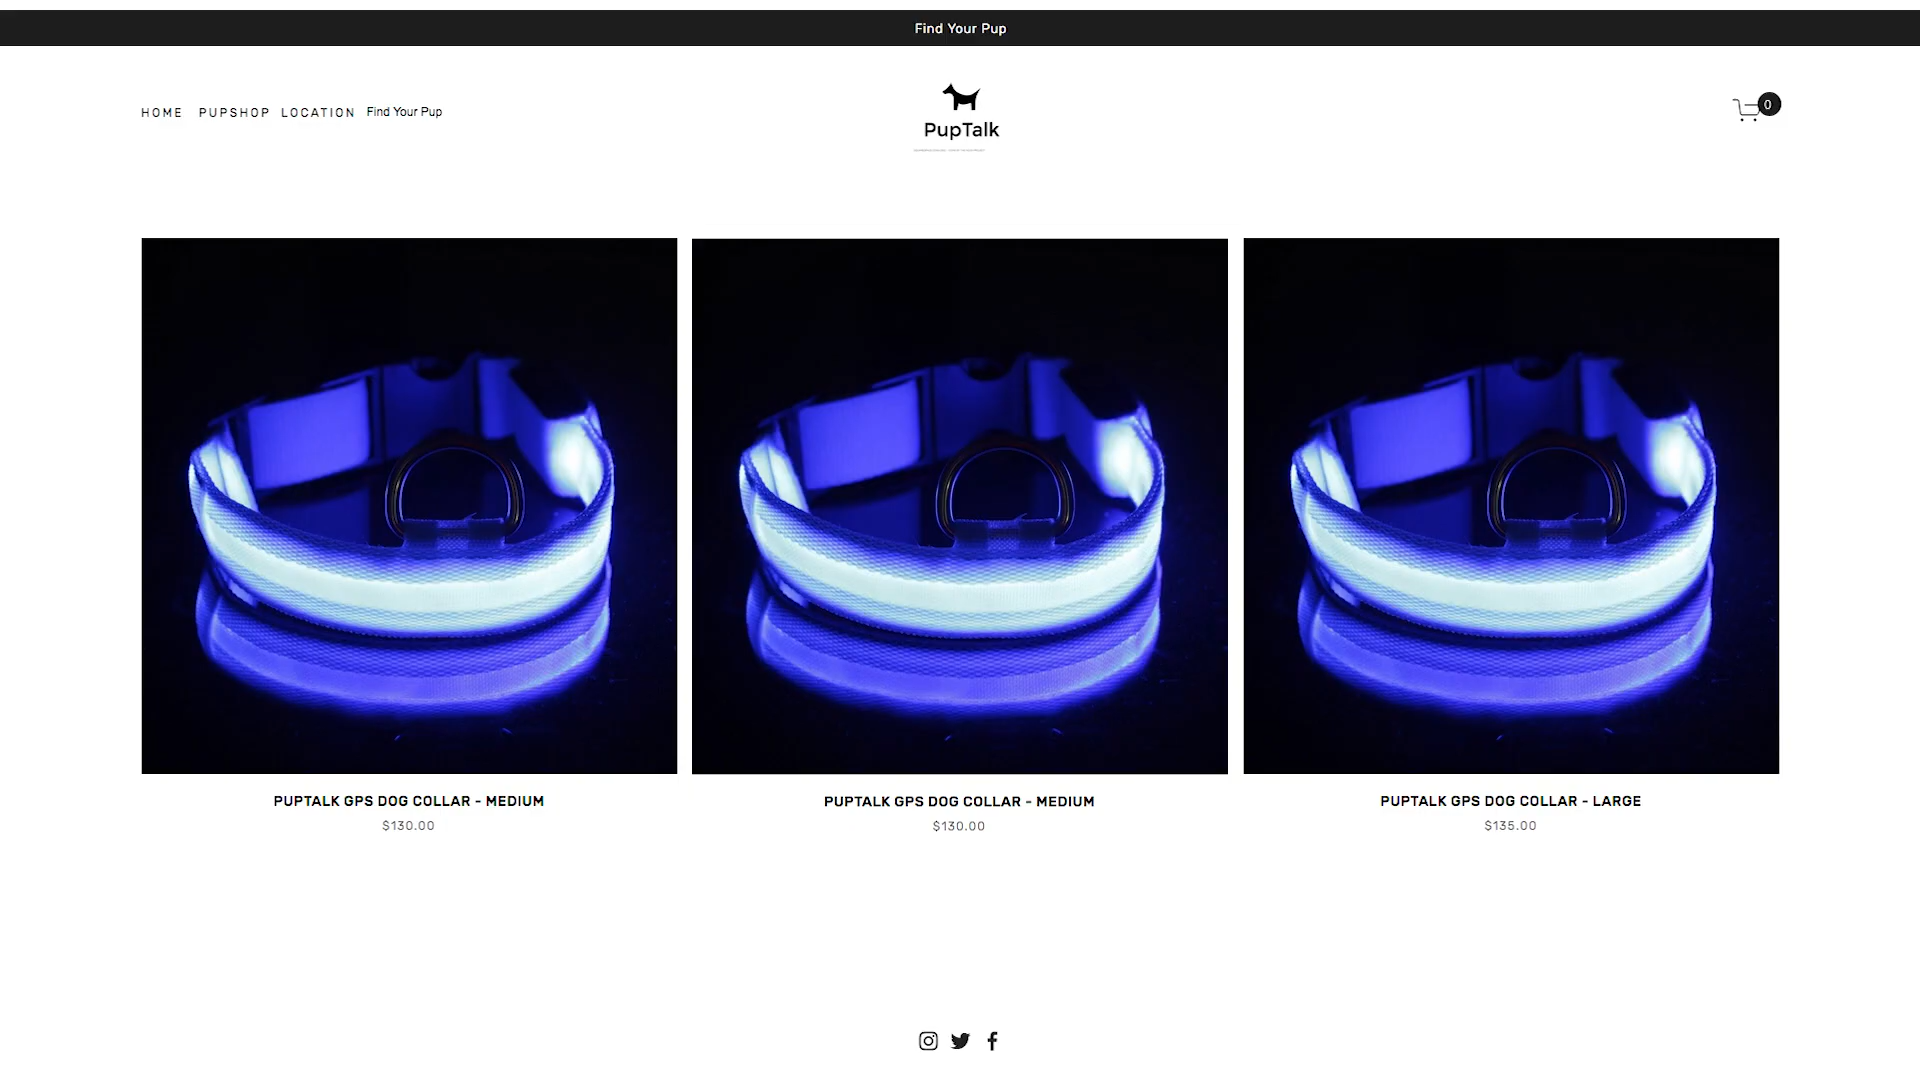 Find Your Pup
HOME PUPSHOP LOCATION Find Your Pup
PupTalk
0
PUPTALK GPS DOG COLLAR - MEDIUM
$130.00
PUPTALK GPS DOG COLLAR - MEDIUM
$130.00
PUPTALK GPS DOG COLLAR - LARGE
$135.00